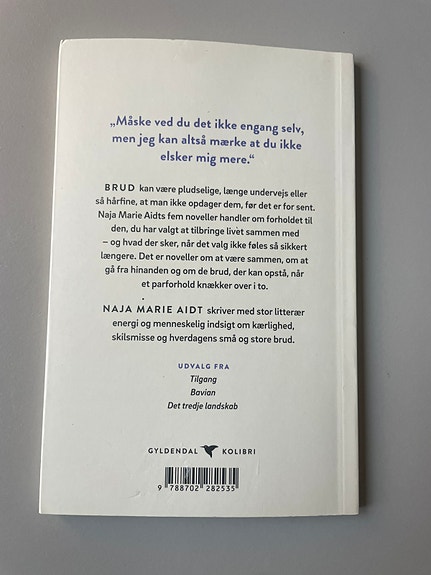 „Måske ved du det ikke engang selv,
men jeg kan altså mærke at du ikke
elsker mig mere.“
BRUD kan være pludselige, længe undervejs eller
så hårfine, at man ikke opdager dem, før det er for sent.
Naja Marie Aidts fem noveller handler om forholdet til
den, du har valgt at tilbringe livet sammen med
– og hvad der sker, når det valg ikke føles så sikkert
længere. Det er noveller om at være sammen, om at
gå fra hinanden og om de brud, der kan opstå, når
et parforhold knækker over i to.
NAJA MARIE AIDT skriver med stor litterær
energi og menneskelig indsigt om kærlighed,
skilsmisse og hverdagens små og store brud.
UDVALG FRA
Tilgang
Bavian
Det tredje landskab
GYLDENDAL KOLIBRI
9 788702 282535